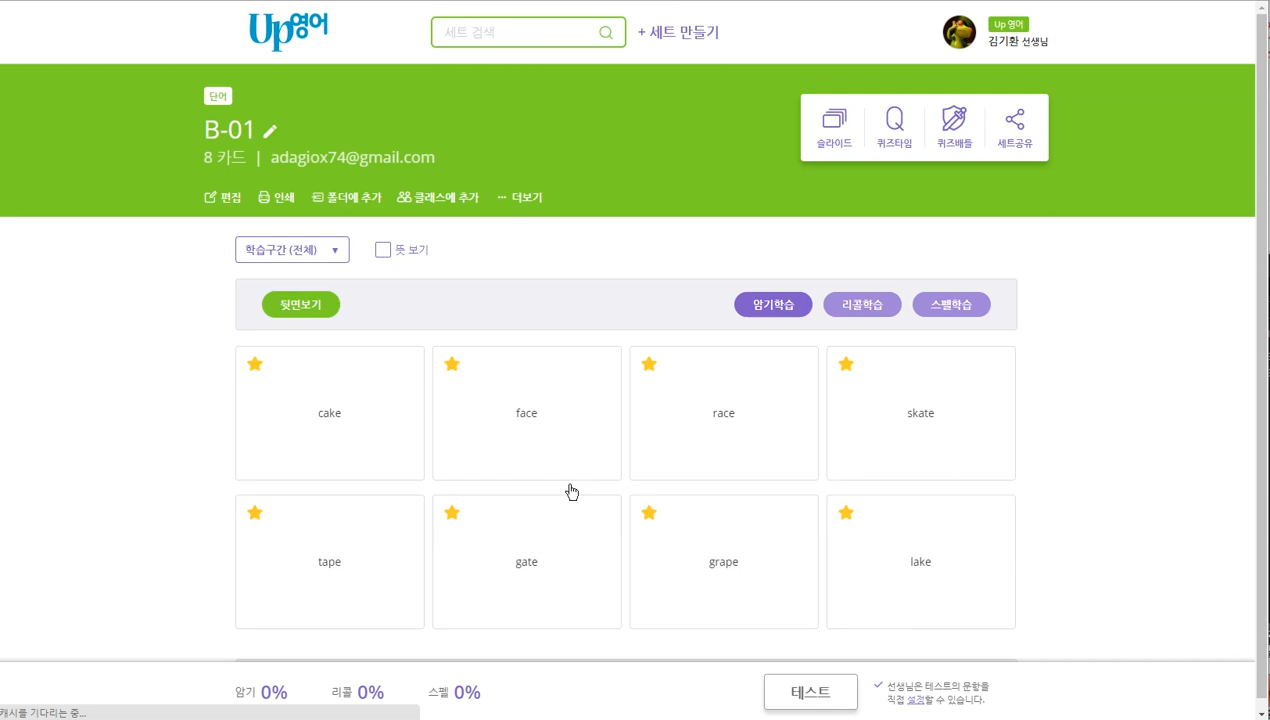 Up영어
세트 검색
+ 세트 만들기
Up 영어
김기환 선생님
단어
B-01
8 카드 | adagiox74@gmail.com
슬라이드
퀴즈타임
퀴즈배틀
세트공유
편집
인쇄
폴더에 추가
클래스에 추가
··· 더보기
학습구간 (전체) ▼
뜻 보기
뒷면보기
암기학습
리콜학습
스펠학습
cake
face
race
skate
tape
gate
grape
lake
암기 0%
리콜 0%
스펠 0%
테스트
선생님은 테스트의 문항을
직접 설정할 수 있습니다.
캐시를 기다리는 중...